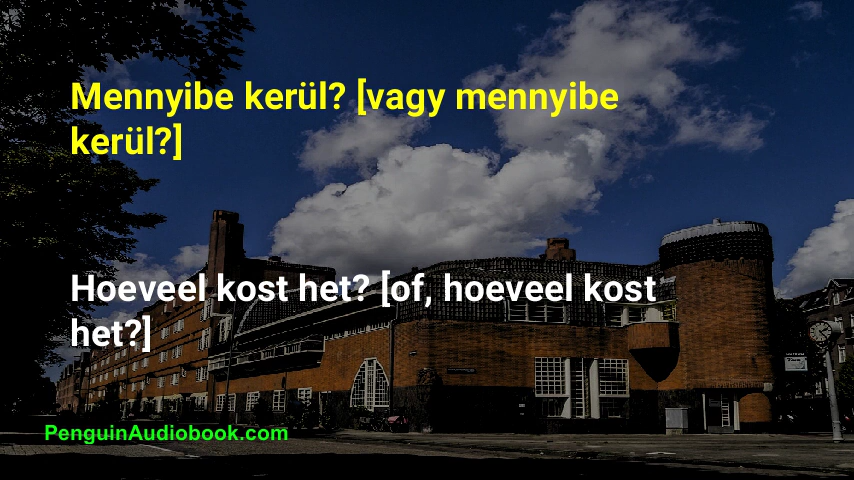 Mennyibe kerül? [vagy mennyibe
kerül?]
Hoeveel kost het? [of, hoeveel kost
het?]
PenguinAudiobook.com